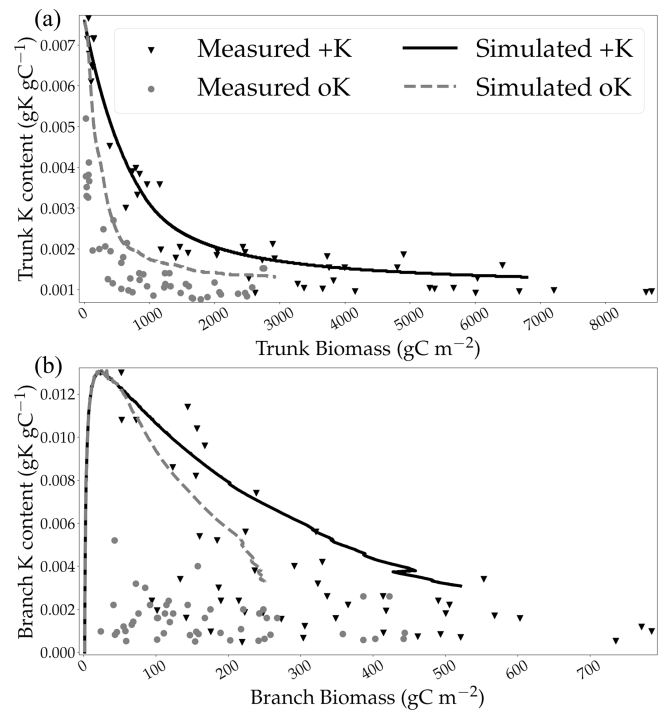 (a)
Measured +K
Simulated +K
Measured oK
Simulated oK
Trunk K content (gK gC⁻¹)
0.007
0.006
0.005
0.004
0.003
0.002
0.001
0 1000 2000 3000 4000 5000 6000 7000 8000
Trunk Biomass (gC m⁻²)
(b)
Branch K content (gK gC⁻¹)
0.012
0.010
0.008
0.006
0.004
0.002
0.000
0 100 200 300 400 500 600 700
Branch Biomass (gC m⁻²)